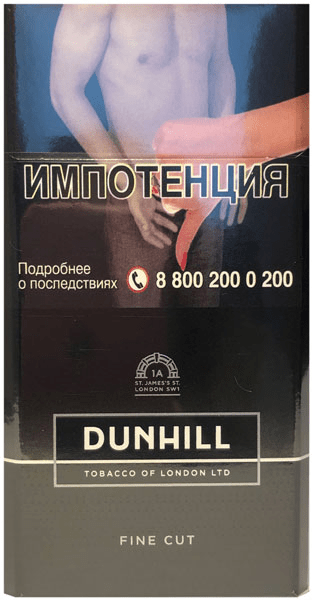 ИМПОТЕНЦИЯ
Подробнее
о последствиях
8 800 200 0 200
1A
ST. JAMES'S ST.
LONDON SW1
DUNHILL
TOBACCO OF LONDON LTD
FINE CUT